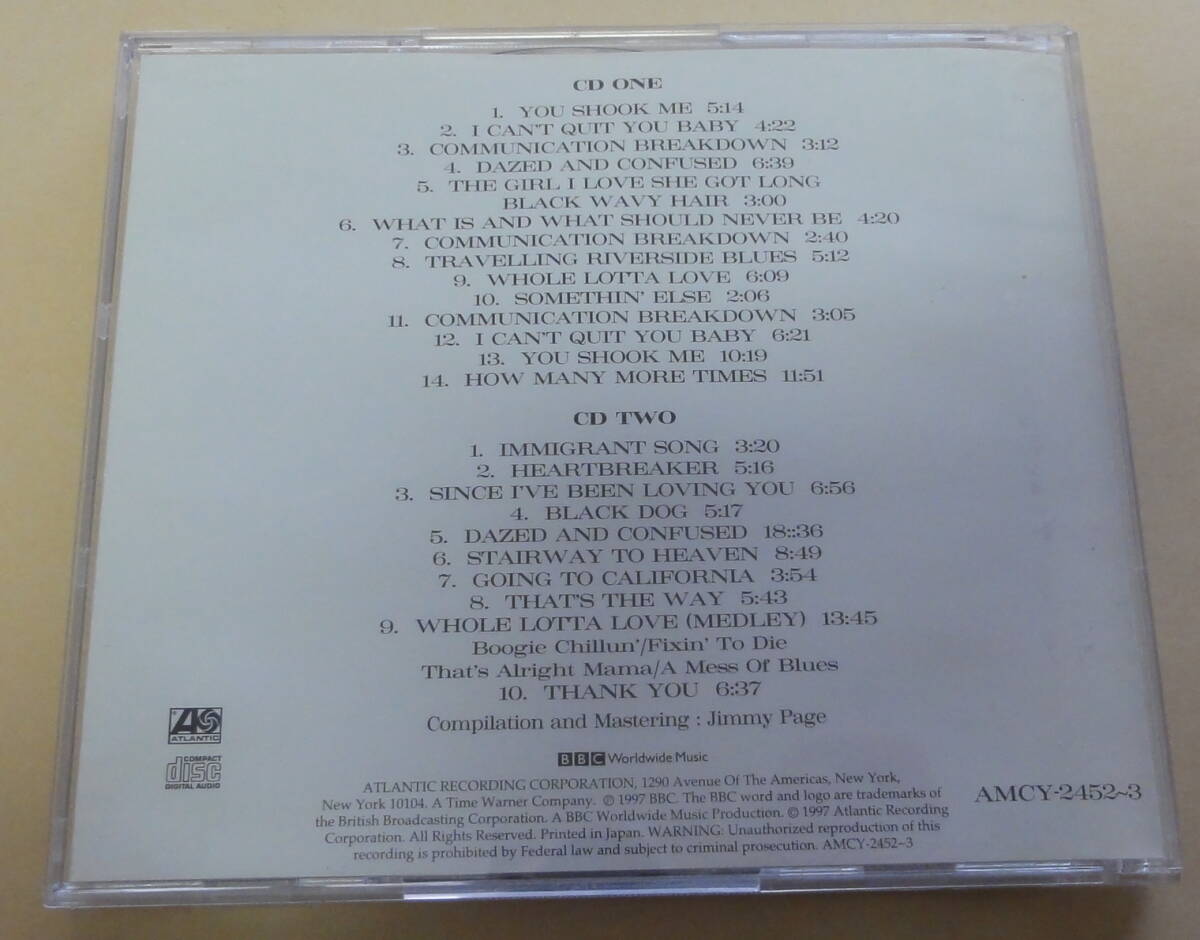 CD ONE
1. YOU SHOOK ME 5:14
2. I CAN'T QUIT YOU BABY 4:22
3. COMMUNICATION BREAKDOWN 3:12
4. DAZED AND CONFUSED 6:39
5. THE GIRL I LOVE SHE GOT LONG
BLACK WAVY HAIR 3:00
6. WHAT IS AND WHAT SHOULD NEVER BE 4:20
7. COMMUNICATION BREAKDOWN 2:40
8. TRAVELLING RIVERSIDE BLUES 5:12
9. WHOLE LOTTA LOVE 6:09
10. SOMETHIN' ELSE 2:06
11. COMMUNICATION BREAKDOWN 3:05
12. I CAN'T QUIT YOU BABY 6:21
13. YOU SHOOK ME 10:19
14. HOW MANY MORE TIMES 11:51
CD TWO
1. IMMIGRANT SONG 3:20
2. HEARTBREAKER 5:16
3. SINCE I'VE BEEN LOVING YOU 6:56
4. BLACK DOG 5:17
5. DAZED AND CONFUSED 18::36
6. STAIRWAY TO HEAVEN 8:49
7. GOING TO CALIFORNIA 3:54
8. THAT'S THE WAY 5:43
9. WHOLE LOTTA LOVE (MEDLEY) 13:45
Boogie Chillun'/Fixin' To Die
That's Alright Mama/A Mess Of Blues
10. THANK YOU 6:37
Compilation and Mastering : Jimmy Page
ATLANTIC
COMPACT
disc
DIGITAL AUDIO
BBC Worldwide Music
ATLANTIC RECORDING CORPORATION, 1290 Avenue Of The Americas, New York,
New York 10104. A Time Warner Company. ℗ 1997 BBC. The BBC word and logo are trademarks of
the British Broadcasting Corporation. A BBC Worldwide Music Production. © 1997 Atlantic Recording
Corporation. All Rights Reserved. Printed in Japan. WARNING: Unauthorized reproduction of this
recording is prohibited by Federal law and subject to criminal prosecution. AMCY-2452~3
AMCY-2452~3